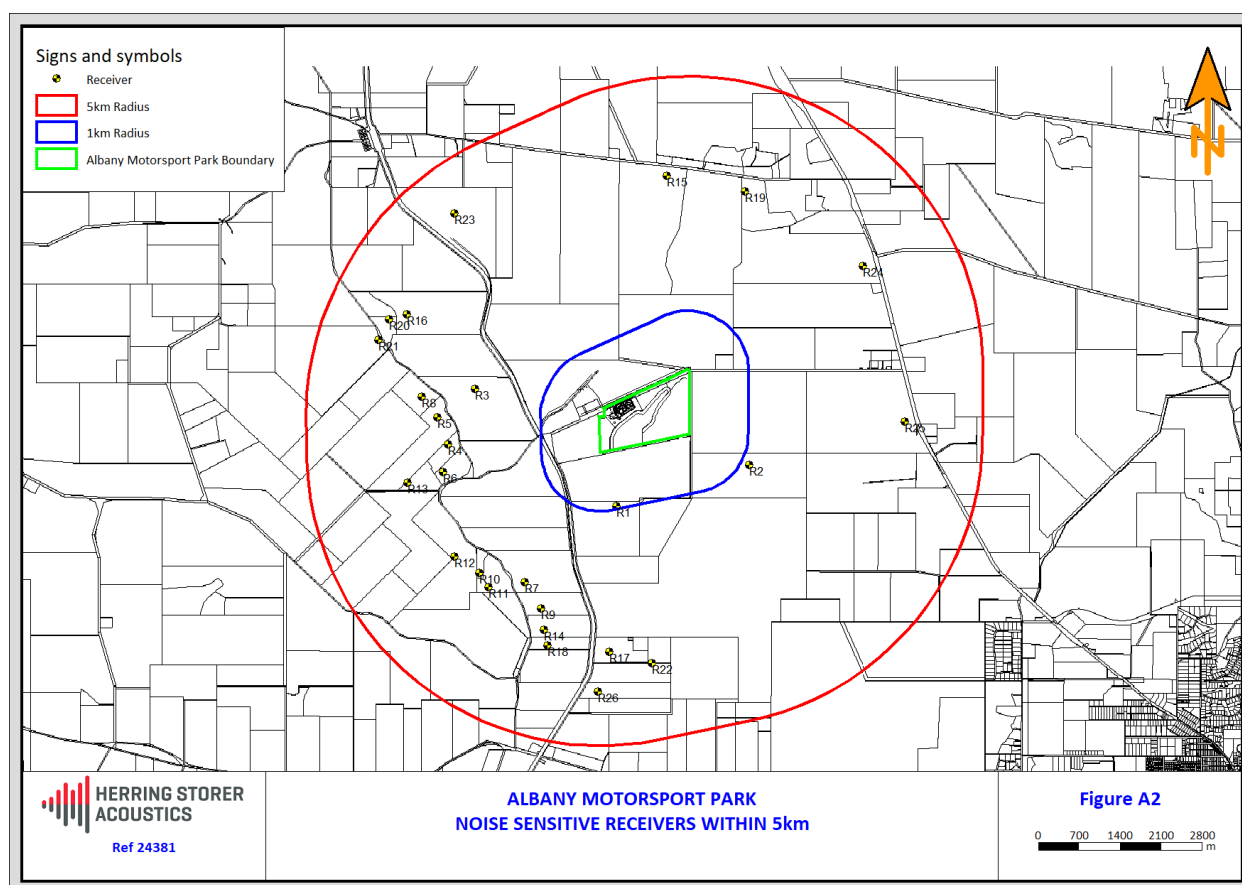 Signs and symbols
Receiver
5km Radius
1km Radius
Albany Motorsport Park Boundary
N
R15
R19
R23
R24
R16
R20
R21
R3
R8
R5
R25
R4
R2
R6
R13
R1
R12
R10
R7
R11
R9
R14
R18
R17
R22
R26
HERRING STORER
ACOUSTICS
Ref 24381
ALBANY MOTORSPORT PARK
NOISE SENSITIVE RECEIVERS WITHIN 5km
Figure A2
0 700 1400 2100 2800
m